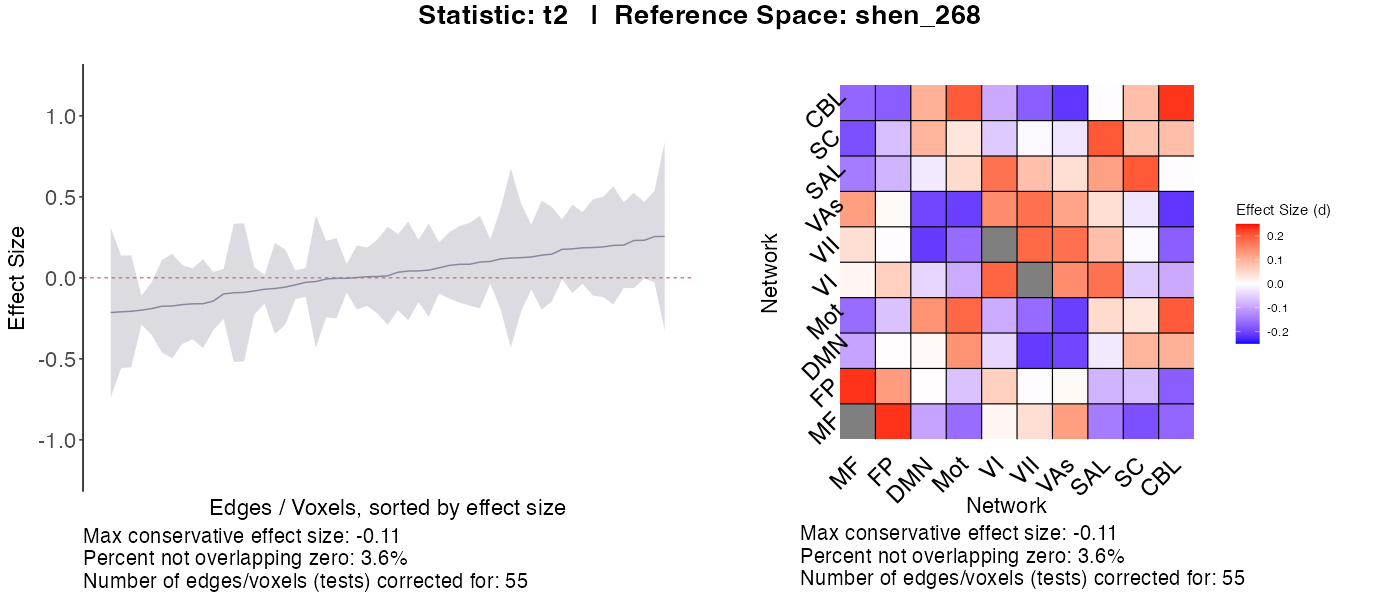 Statistic: t2 | Reference Space: shen_268
1.0
0.5
0.0
-0.5
-1.0
Effect Size
Edges / Voxels, sorted by effect size
Max conservative effect size: -0.11
Percent not overlapping zero: 3.6%
Number of edges/voxels (tests) corrected for: 55
CBL
SC
SAL
VAs
VII
VI
Mot
DMN
FP
MF
Network
MF
FP
DMN
Mot
VI
VII
VAs
SAL
SC
CBL
Network
Effect Size (d)
0.2
0.1
0.0
-0.1
-0.2
Max conservative effect size: -0.11
Percent not overlapping zero: 3.6%
Number of edges/voxels (tests) corrected for: 55